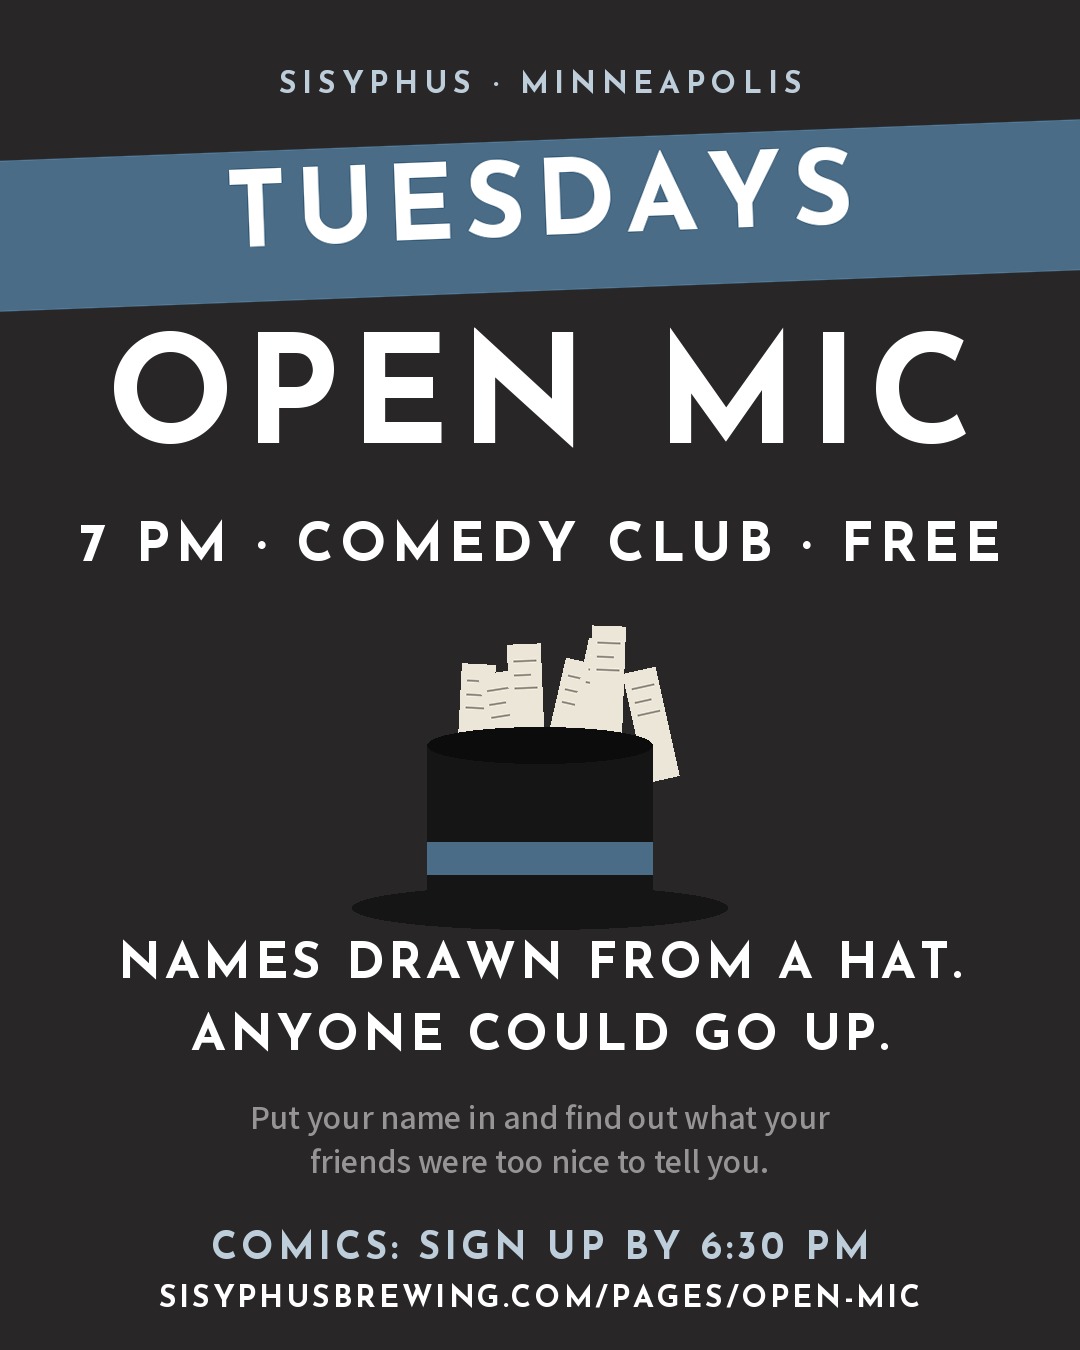 SISYPHUS · MINNEAPOLIS
TUESDAYS
OPEN MIC
7 PM · COMEDY CLUB · FREE
NAMES DRAWN FROM A HAT.
ANYONE COULD GO UP.
Put your name in and find out what your
friends were too nice to tell you.
COMICS: SIGN UP BY 6:30 PM
SISYPHUSBREWING.COM/PAGES/OPEN-MIC